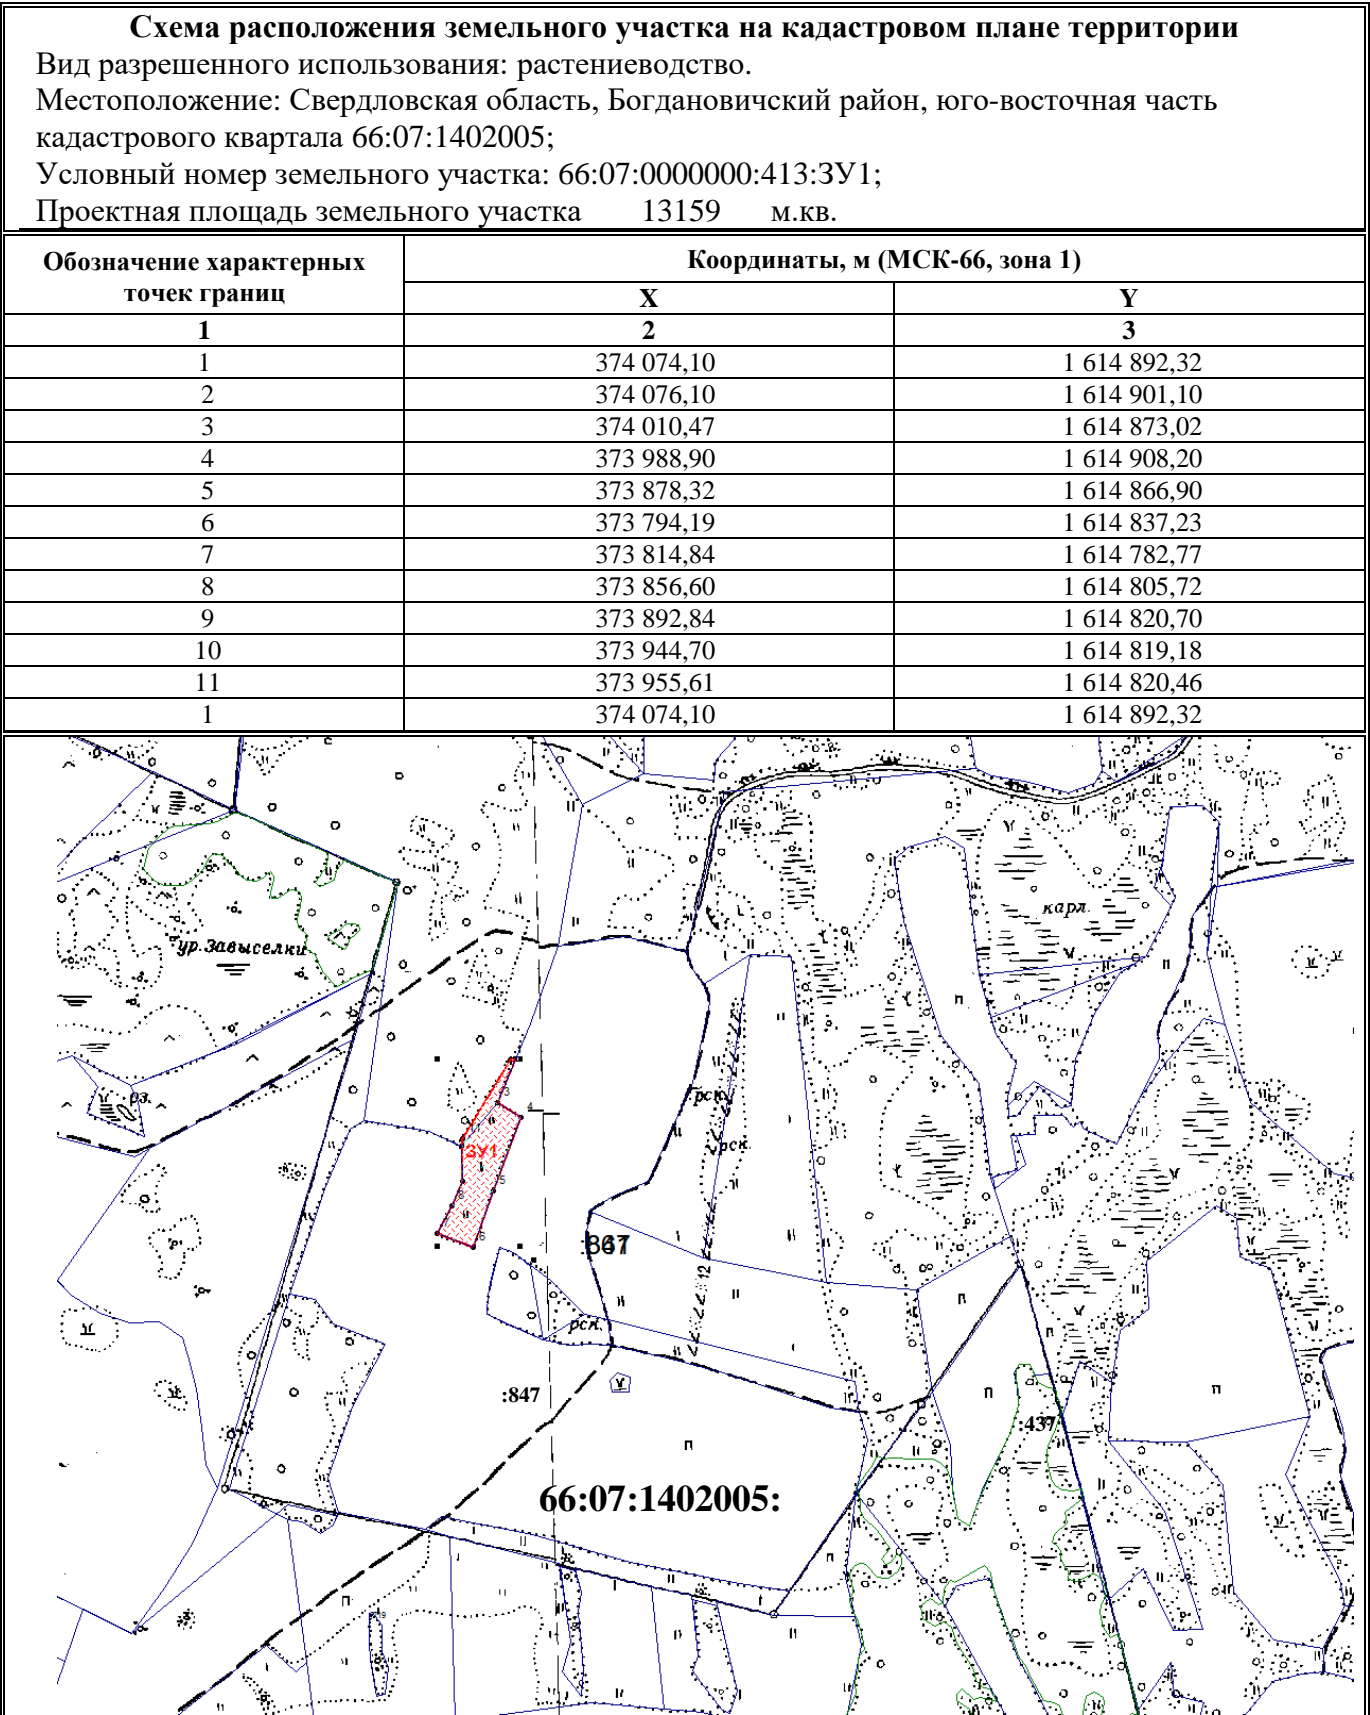 Схема расположения земельного участка на кадастровом плане территории
Вид разрешенного использования: растениеводство.
Местоположение: Свердловская область, Богдановичский район, юго-восточная часть
кадастрового квартала 66:07:1402005;
Условный номер земельного участка: 66:07:0000000:413:ЗУ1;
Проектная площадь земельного участка 13159 м.кв.
Обозначение характерных точек границ Координаты, м (МСК-66, зона 1)
X Y
1 2 3
1 374 074,10 1 614 892,32
2 374 076,10 1 614 901,10
3 374 010,47 1 614 873,02
4 373 988,90 1 614 908,20
5 373 878,32 1 614 866,90
6 373 794,19 1 614 837,23
7 373 814,84 1 614 782,77
8 373 856,60 1 614 805,72
9 373 892,84 1 614 820,70
10 373 944,70 1 614 819,18
11 373 955,61 1 614 820,46
1 374 074,10 1 614 892,32
карл.
ур. Завыселки
рз.
рск.
3
4
рск.
ЗУ1
5
8
6
12
рск.
:847
:437
66:07:1402005: